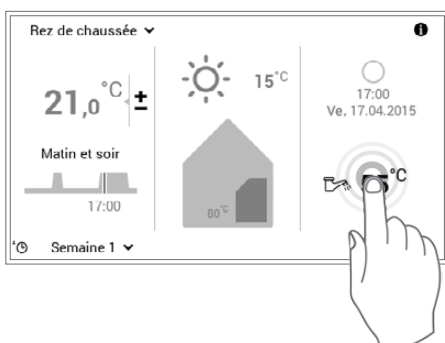 Rez de chaussée
21,0 °C ±
Matin et soir
17:00
Semaine 1
15°C
80°C
17:00
Ve, 17.04.2015
°C